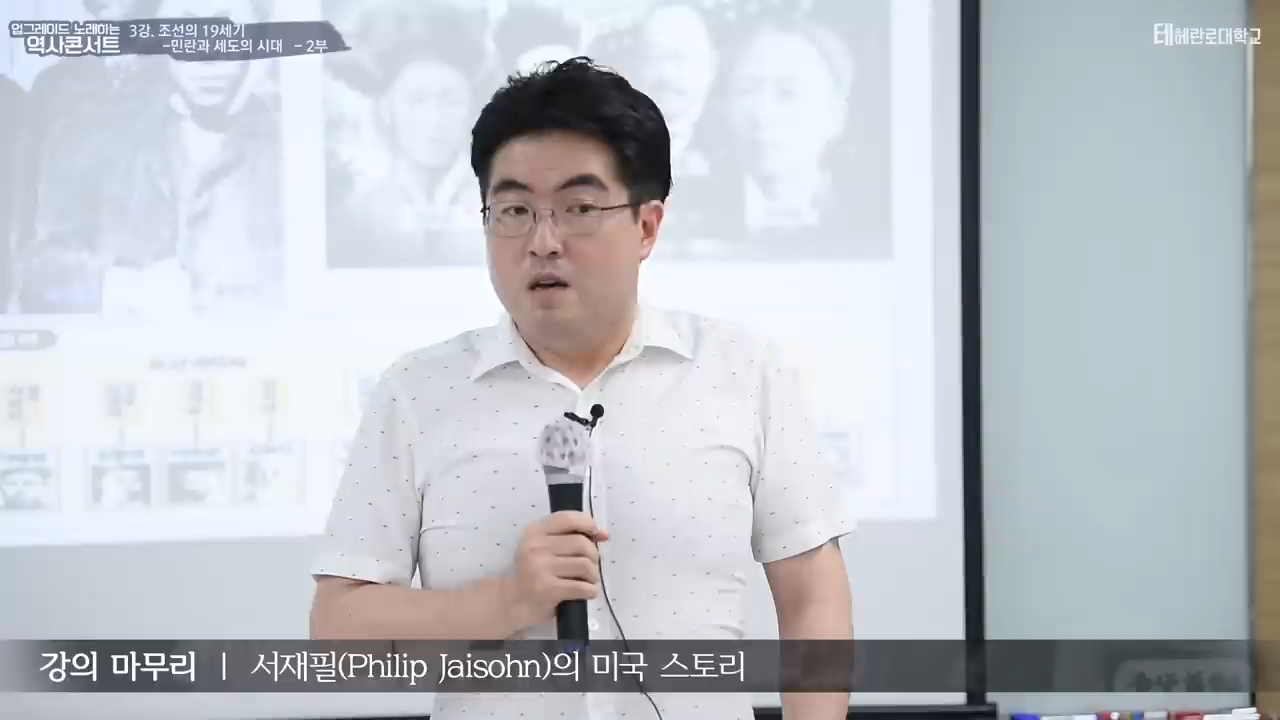 업그레이드 노래하는
역사콘서트
3강. 조선의 19세기
-민란과 세도의 시대 - 2부
테헤란로대학교
강의 마무리 | 서재필(Philip Jaisohn)의 미국 스토리